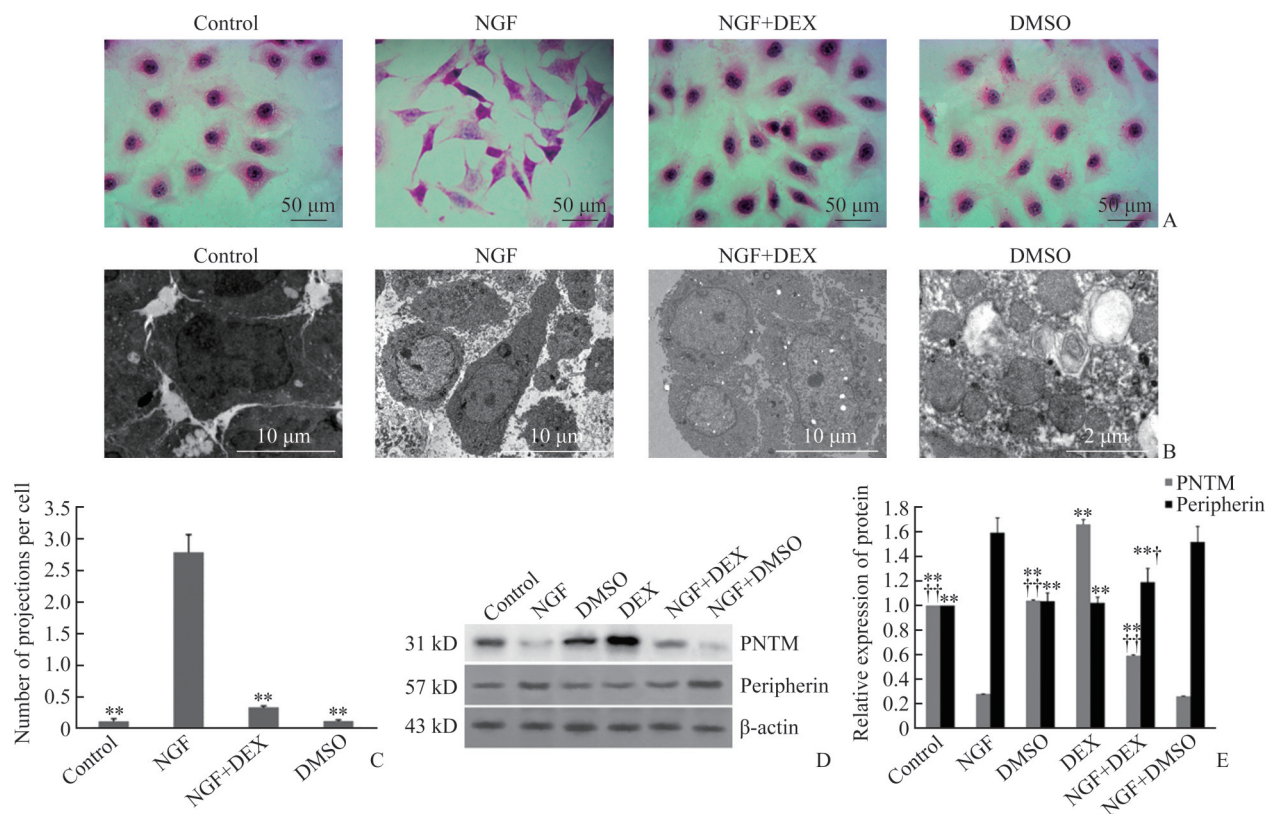 Control NGF NGF+DEX DMSO
50 μm 50 μm 50 μm 50 μm A
Control NGF NGF+DEX DMSO
10 μm 10 μm 10 μm 2 μm B
Number of projections per cell
3.5
3.0
2.5
2.0
1.5
1.0
0.5
0
** ** **
Control NGF NGF+DEX DMSO C
Control NGF DMSO DEX NGF+DEX NGF+DMSO
31 kD PNTM
57 kD Peripherin
43 kD β-actin
D
PNTM
Peripherin
Relative expression of protein
1.8
1.6
1.4
1.2
1.0
0.8
0.6
0.4
0.2
0
**
†† ** **
†† ** ** ** **
†† **†
Control NGF DMSO DEX NGF+DEX NGF+DMSO E